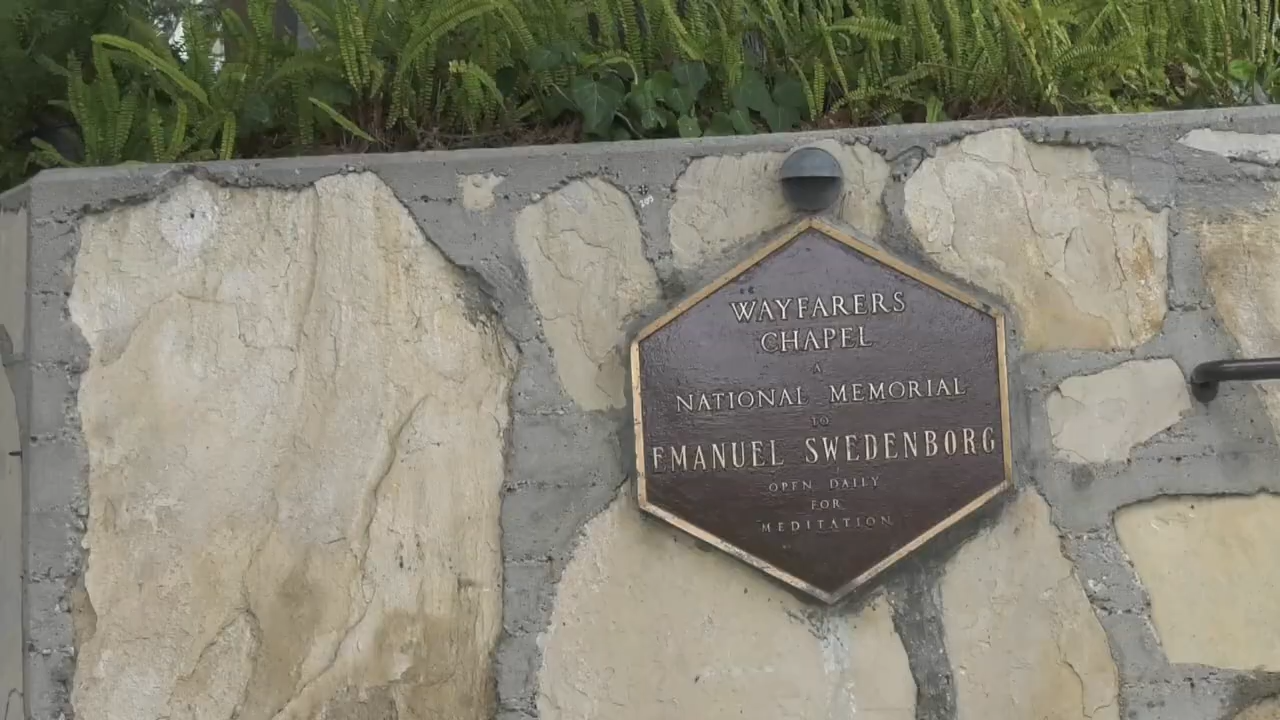 WAYFARERS
CHAPEL
A
NATIONAL MEMORIAL
TO
EMANUEL SWEDENBORG
OPEN DAILY
FOR
MEDITATION